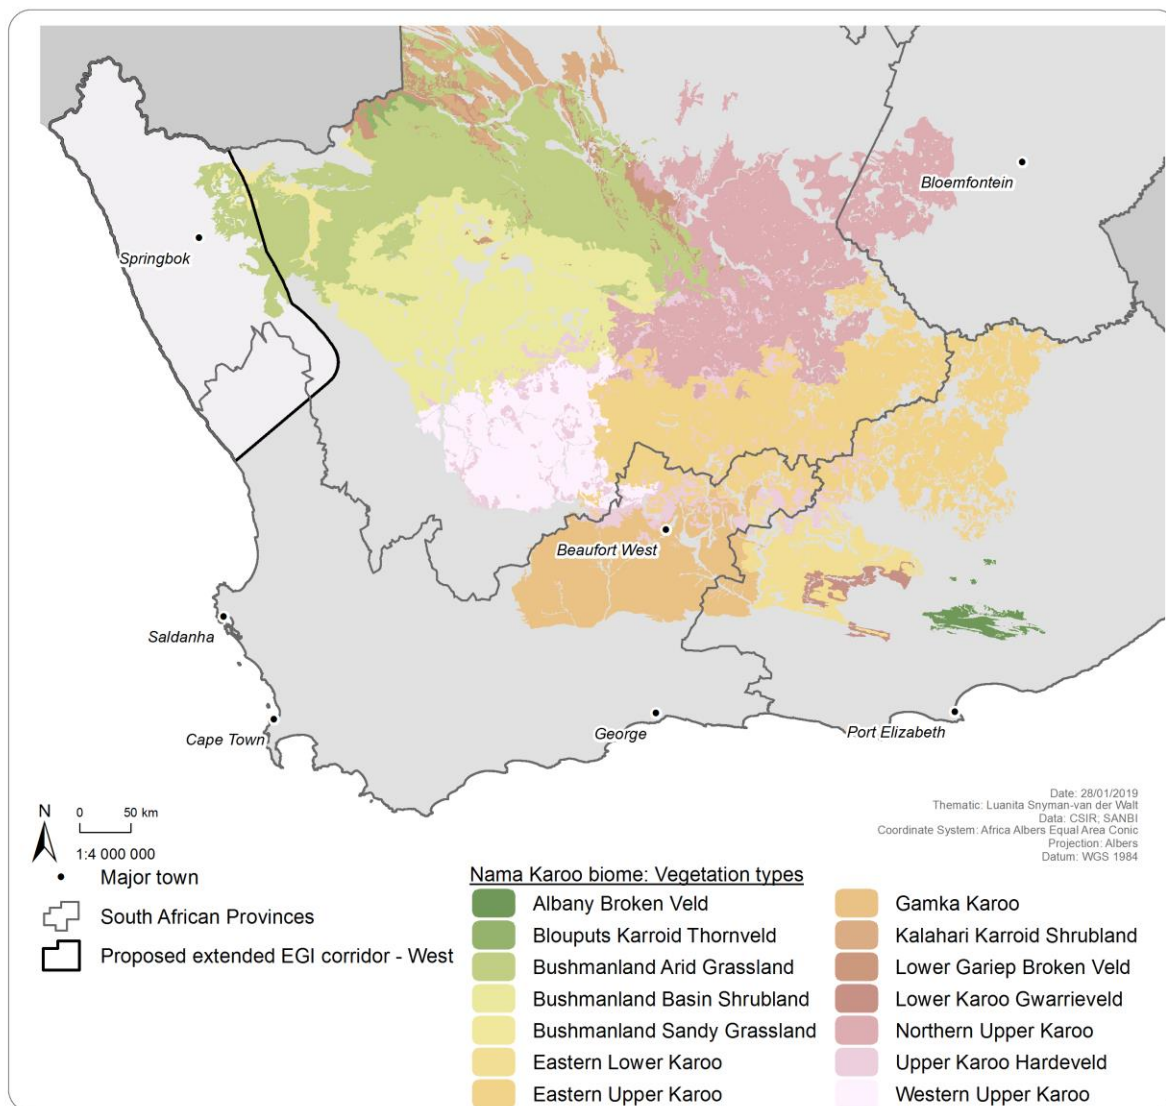 Springbok
Bloemfontein
Beaufort West
Saldanha
Cape Town
George
Port Elizabeth
Date: 28/01/2019
Thematic: Luanita Snyman-van der Walt
Data: CSIR; SANBI
Coordinate System: Africa Albers Equal Area Conic
Projection: Albers
Datum: WGS 1984
N
0 50 km
1:4 000 000
Major town
South African Provinces
Proposed extended EGI corridor - West
Nama Karoo biome: Vegetation types
Albany Broken Veld
Blouputs Karroid Thornveld
Bushmanland Arid Grassland
Bushmanland Basin Shrubland
Bushmanland Sandy Grassland
Eastern Lower Karoo
Eastern Upper Karoo
Gamka Karoo
Kalahari Karroid Shrubland
Lower Gariep Broken Veld
Lower Karoo Gwarrieveld
Northern Upper Karoo
Upper Karoo Hardeveld
Western Upper Karoo